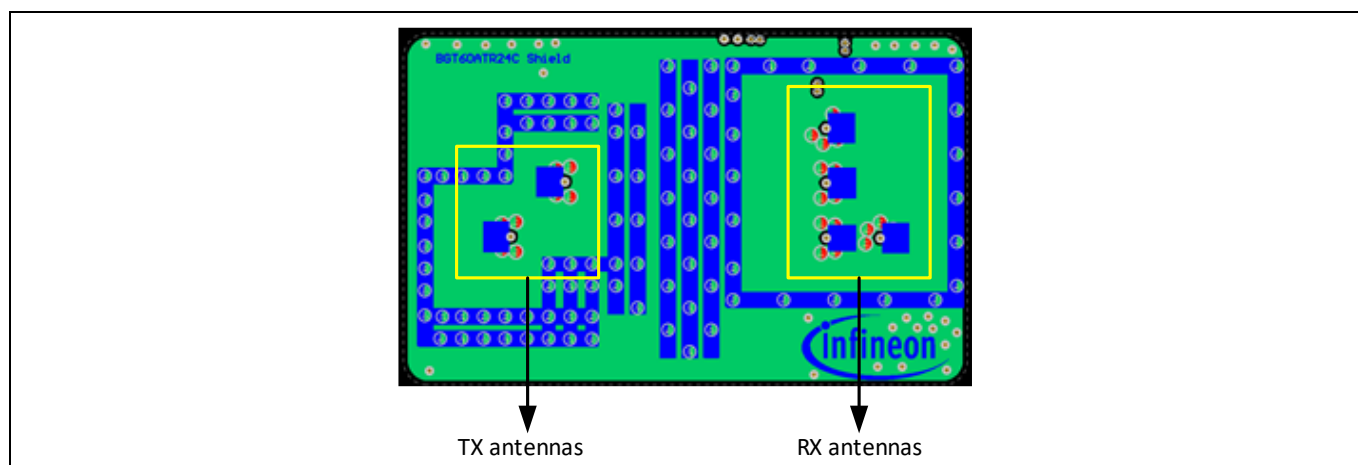 BGT60ATR24C Shield
infineon
TX antennas
RX antennas